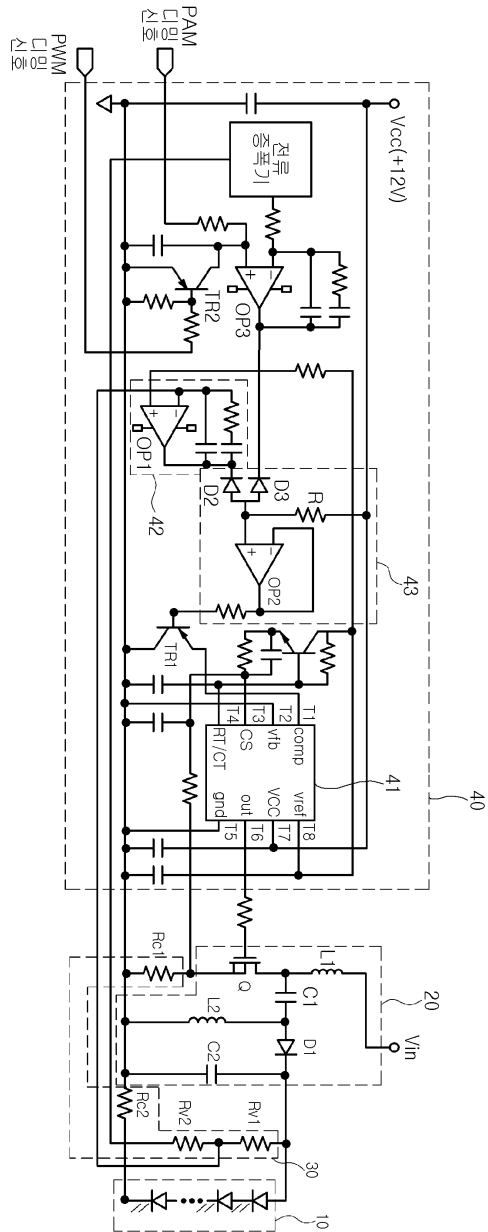 PAM
디밍
신호
PWM
디밍
신호
Vcc(+12V)
전류
증폭기
OP3
TR2
OP1
42
D3
D2
R
OP2
43
TR1
T1
T2
T3
T4
comp
vfb
CS
RT/CT
vref
VCC
out
gnd
T8
T7
T6
T5
41
40
L1
Vin
20
Q
C1
D1
L2
C2
Rc1
Rc2
Rv1
Rv2
30
10